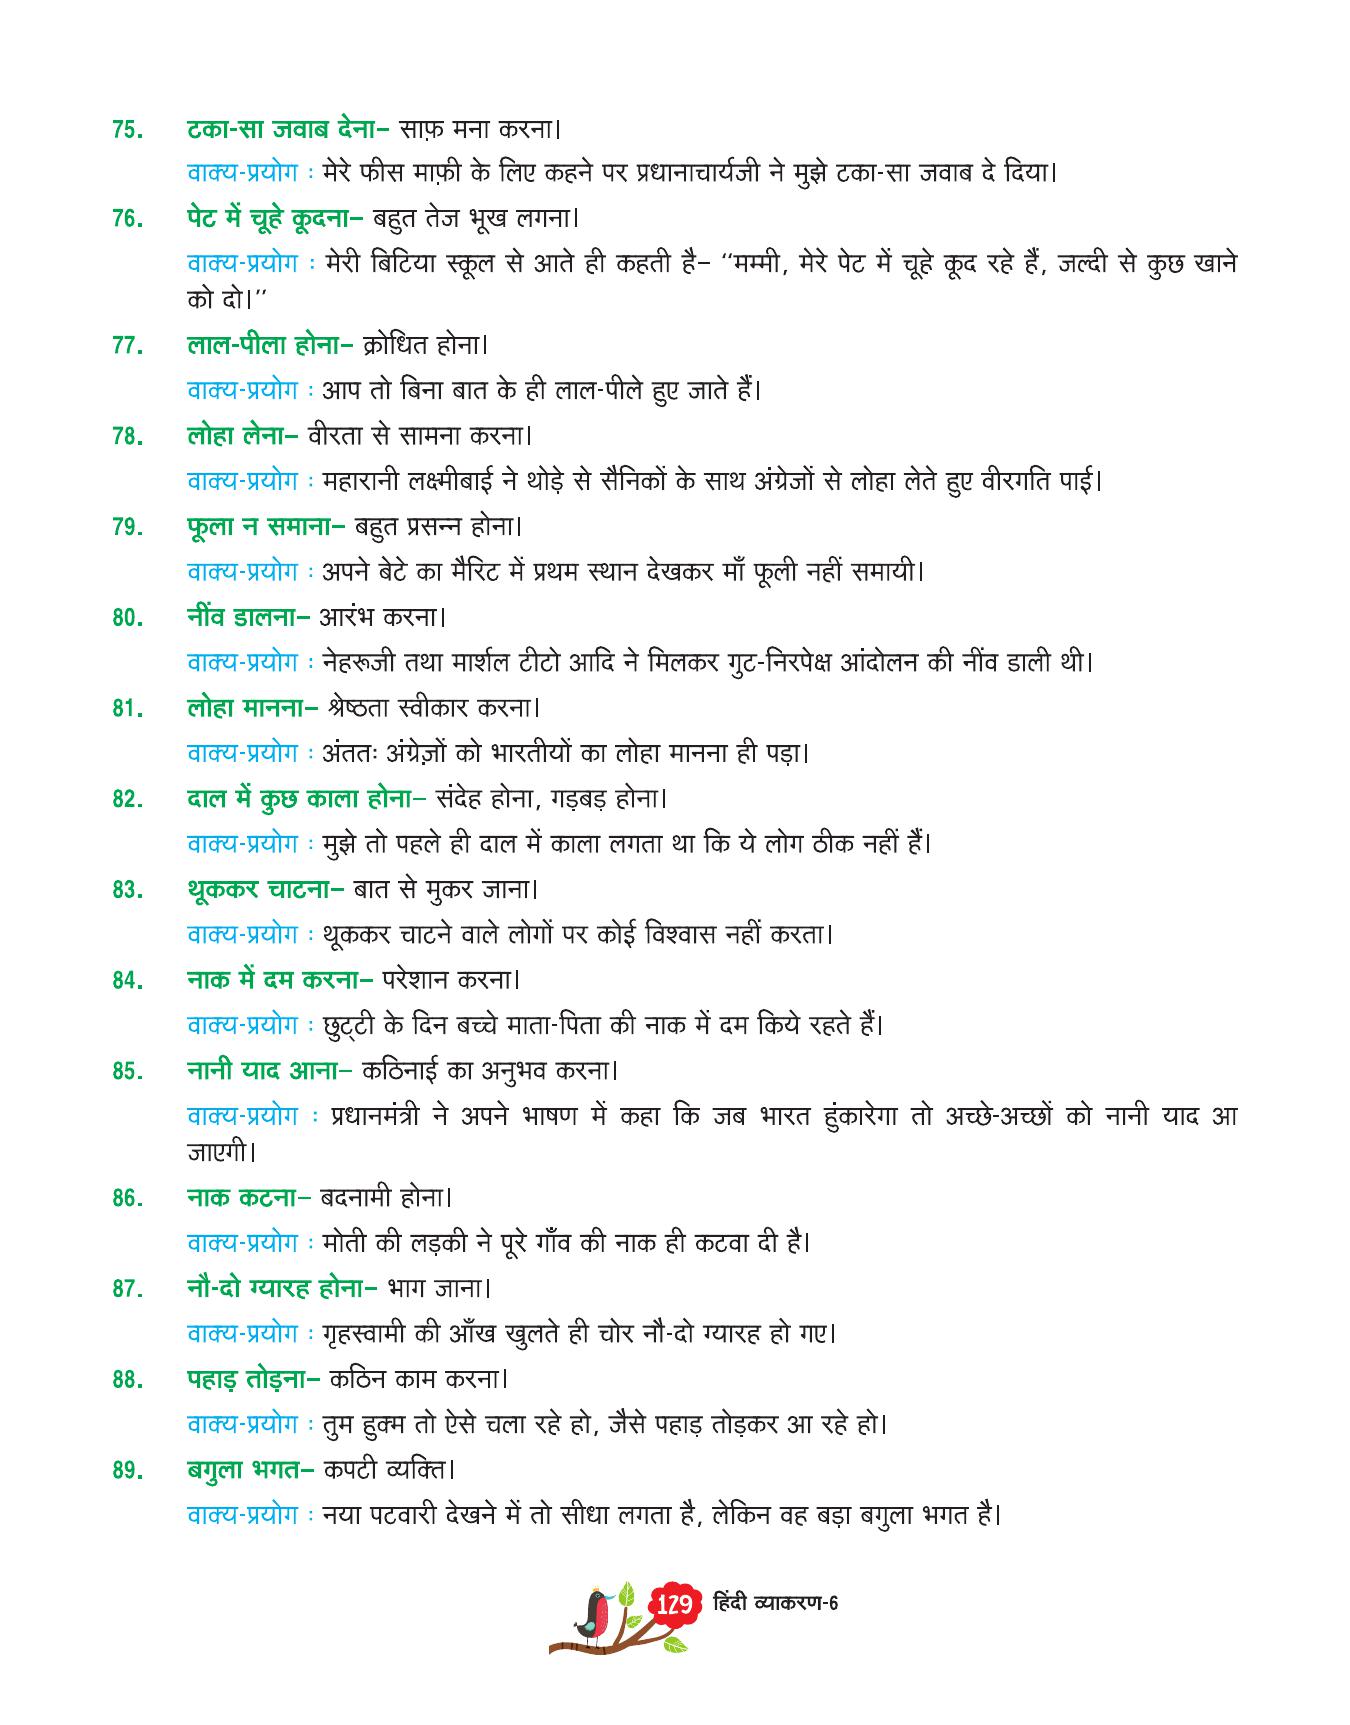 75. टका-सा जवाब देना– साफ़ मना करना।
वाक्य-प्रयोग : मेरे फीस माफ़ी के लिए कहने पर प्रधानाचार्यजी ने मुझे टका-सा जवाब दे दिया।
76. पेट में चूहे कूदना– बहुत तेज भूख लगना।
वाक्य-प्रयोग : मेरी बिटिया स्कूल से आते ही कहती है– ‘‘मम्मी, मेरे पेट में चूहे कूद रहे हैं, जल्दी से कुछ खाने
को दो।’’
77. लाल-पीला होना– क्रोधित होना।
वाक्य-प्रयोग : आप तो बिना बात के ही लाल-पीले हुए जाते हैं।
78. लोहा लेना– वीरता से सामना करना।
वाक्य-प्रयोग : महारानी लक्ष्मीबाई ने थोड़े से सैनिकों के साथ अंग्रेजों से लोहा लेते हुए वीरगति पाई।
79. फूला न समाना– बहुत प्रसन्न होना।
वाक्य-प्रयोग : अपने बेटे का मैरिट में प्रथम स्थान देखकर माँ फूली नहीं समायी।
80. नींव डालना– आरंभ करना।
वाक्य-प्रयोग : नेहरूजी तथा मार्शल टीटो आदि ने मिलकर गुट-निरपेक्ष आंदोलन की नींव डाली थी।
81. लोहा मानना– श्रेष्ठता स्वीकार करना।
वाक्य-प्रयोग : अंततः अंग्रेज़ों को भारतीयों का लोहा मानना ही पड़ा।
82. दाल में कुछ काला होना– संदेह होना, गड़बड़ होना।
वाक्य-प्रयोग : मुझे तो पहले ही दाल में काला लगता था कि ये लोग ठीक नहीं हैं।
83. थूककर चाटना– बात से मुकर जाना।
वाक्य-प्रयोग : थूककर चाटने वाले लोगों पर कोई विश्वास नहीं करता।
84. नाक में दम करना– परेशान करना।
वाक्य-प्रयोग : छुट्टी के दिन बच्चे माता-पिता की नाक में दम किये रहते हैं।
85. नानी याद आना– कठिनाई का अनुभव करना।
वाक्य-प्रयोग : प्रधानमंत्री ने अपने भाषण में कहा कि जब भारत हुंकारेगा तो अच्छे-अच्छों को नानी याद आ
जाएगी।
86. नाक कटना– बदनामी होना।
वाक्य-प्रयोग : मोती की लड़की ने पूरे गाँव की नाक ही कटवा दी है।
87. नौ-दो ग्यारह होना– भाग जाना।
वाक्य-प्रयोग : गृहस्वामी की आँख खुलते ही चोर नौ-दो ग्यारह हो गए।
88. पहाड़ तोड़ना– कठिन काम करना।
वाक्य-प्रयोग : तुम हुक्म तो ऐसे चला रहे हो, जैसे पहाड़ तोड़कर आ रहे हो।
89. बगुला भगत– कपटी व्यक्ति।
वाक्य-प्रयोग : नया पटवारी देखने में तो सीधा लगता है, लेकिन वह बड़ा बगुला भगत है।
129 हिंदी व्याकरण-6